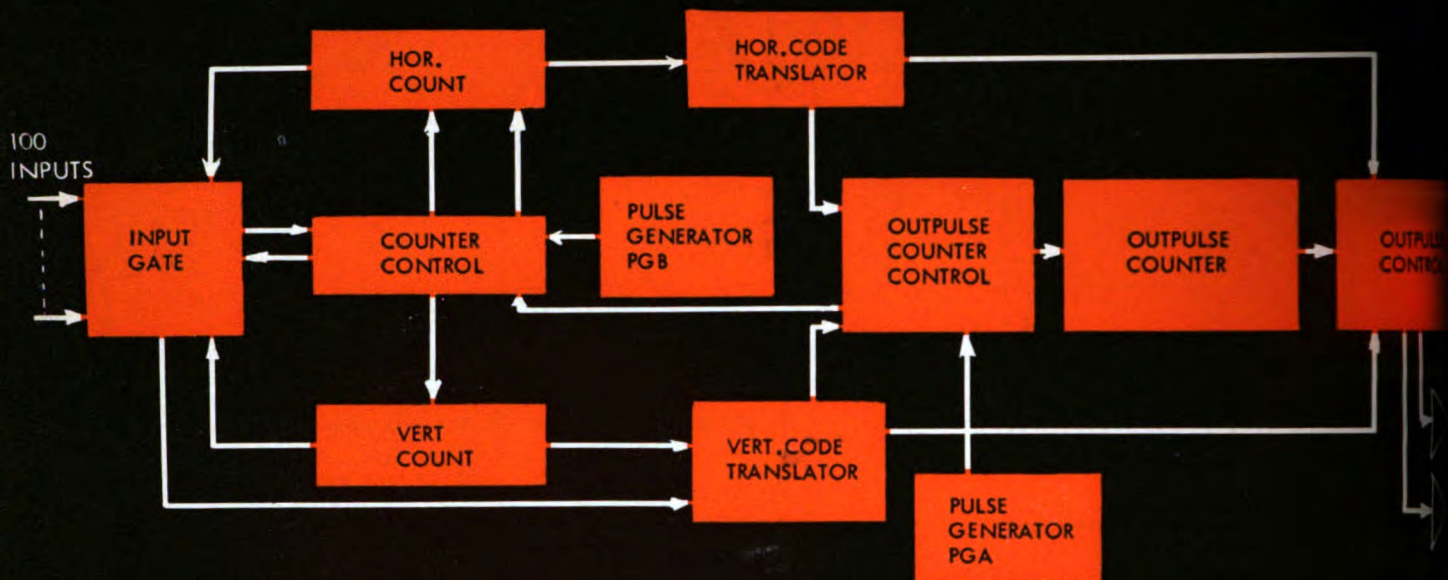 HOR.
COUNT
HOR.CODE
TRANSLATOR
100
INPUTS
INPUT
GATE
COUNTER
CONTROL
PULSE
GENERATOR
PGB
OUTPULSE
COUNTER
CONTROL
OUTPULSE
COUNTER
VERT
COUNT
VERT.CODE
TRANSLATOR
PULSE
GENERATOR
PGA